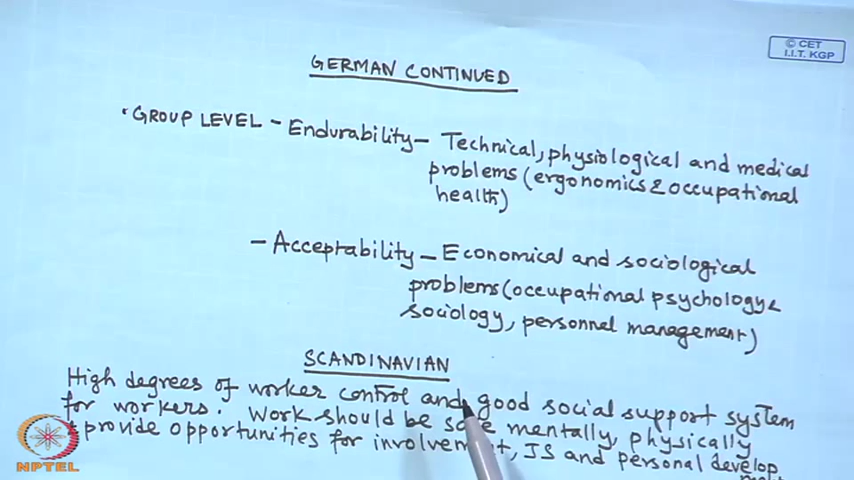 © CET
I.I.T. KGP
GERMAN CONTINUED
• GROUP LEVEL - Endurability - Technical, physiological and medical
problems (ergonomics & occupational
health)
- Acceptability - Economical and sociological
problems (occupational psychology &
sociology, personnel management)
SCANDINAVIAN
High degrees of worker control and good social support system
for workers. Work should be safe mentally, physically
+ provide opportunities for involvement, JS and personal develop
NPTEL